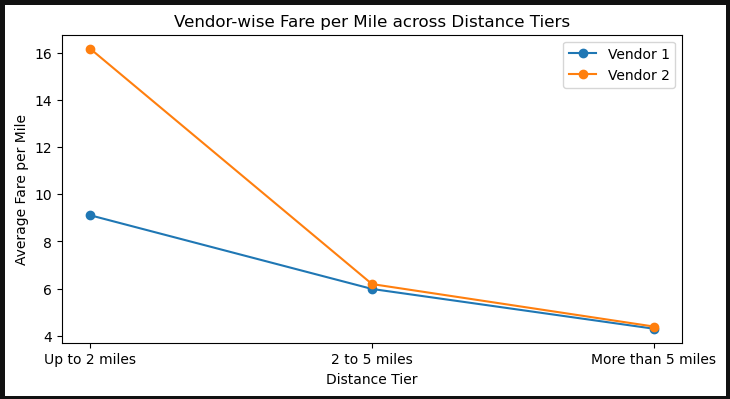 Vendor-wise Fare per Mile across Distance Tiers
Vendor 1
Vendor 2
Average Fare per Mile
16
14
12
10
8
6
4
Up to 2 miles
2 to 5 miles
More than 5 miles
Distance Tier